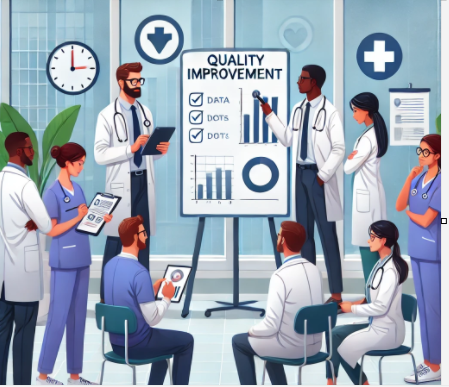 QUALITY
IMPROVEMENT
DATA
DOTS
DOTS